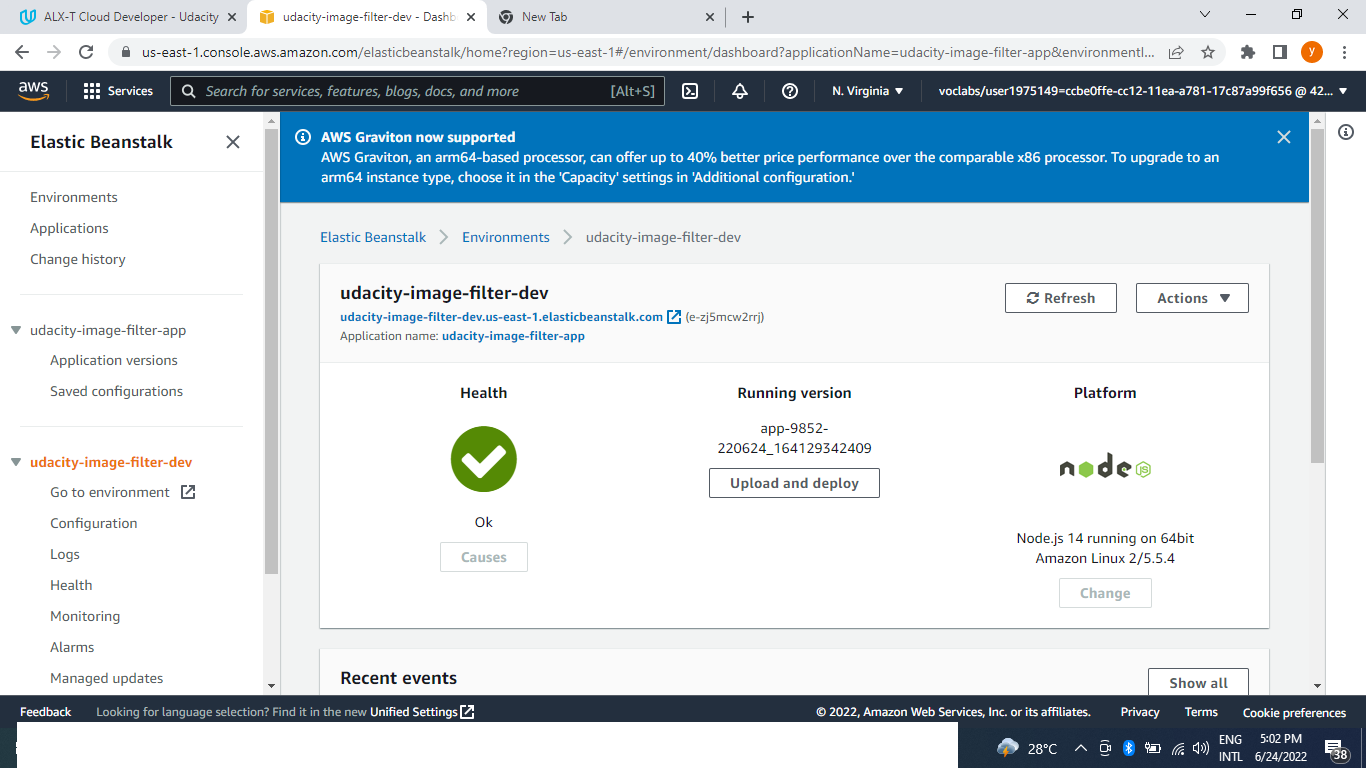 ALX-T Cloud Developer - Udacity
udacity-image-filter-dev - Dashb
New Tab
us-east-1.console.aws.amazon.com/elasticbeanstalk/home?region=us-east-1#/environment/dashboard?applicationName=udacity-image-filter-app&environmentI...
y
aws
Services
Search for services, features, blogs, docs, and more
[Alt+S]
N. Virginia
voclabs/user1975149=ccbe0ffe-cc12-11ea-a781-17c87a99f656 @ 42...
Elastic Beanstalk
Environments
Applications
Change history
udacity-image-filter-app
Application versions
Saved configurations
udacity-image-filter-dev
Go to environment
Configuration
Logs
Health
Monitoring
Alarms
Managed updates
AWS Graviton now supported
AWS Graviton, an arm64-based processor, can offer up to 40% better price performance over the comparable x86 processor. To upgrade to an
arm64 instance type, choose it in the 'Capacity' settings in 'Additional configuration.'
Elastic Beanstalk
Environments
udacity-image-filter-dev
udacity-image-filter-dev
udacity-image-filter-dev.us-east-1.elasticbeanstalk.com (e-zj5mcw2rrj)
Application name: udacity-image-filter-app
Refresh
Actions
Health
Ok
Causes
Running version
app-9852-
220624_164129342409
Upload and deploy
Platform
node
JS
Node.js 14 running on 64bit
Amazon Linux 2/5.5.4
Change
Recent events
Show all
Feedback
Looking for language selection? Find it in the new Unified Settings
© 2022, Amazon Web Services, Inc. or its affiliates.
Privacy
Terms
Cookie preferences
28°C
ENG
INTL
5:02 PM
6/24/2022
38